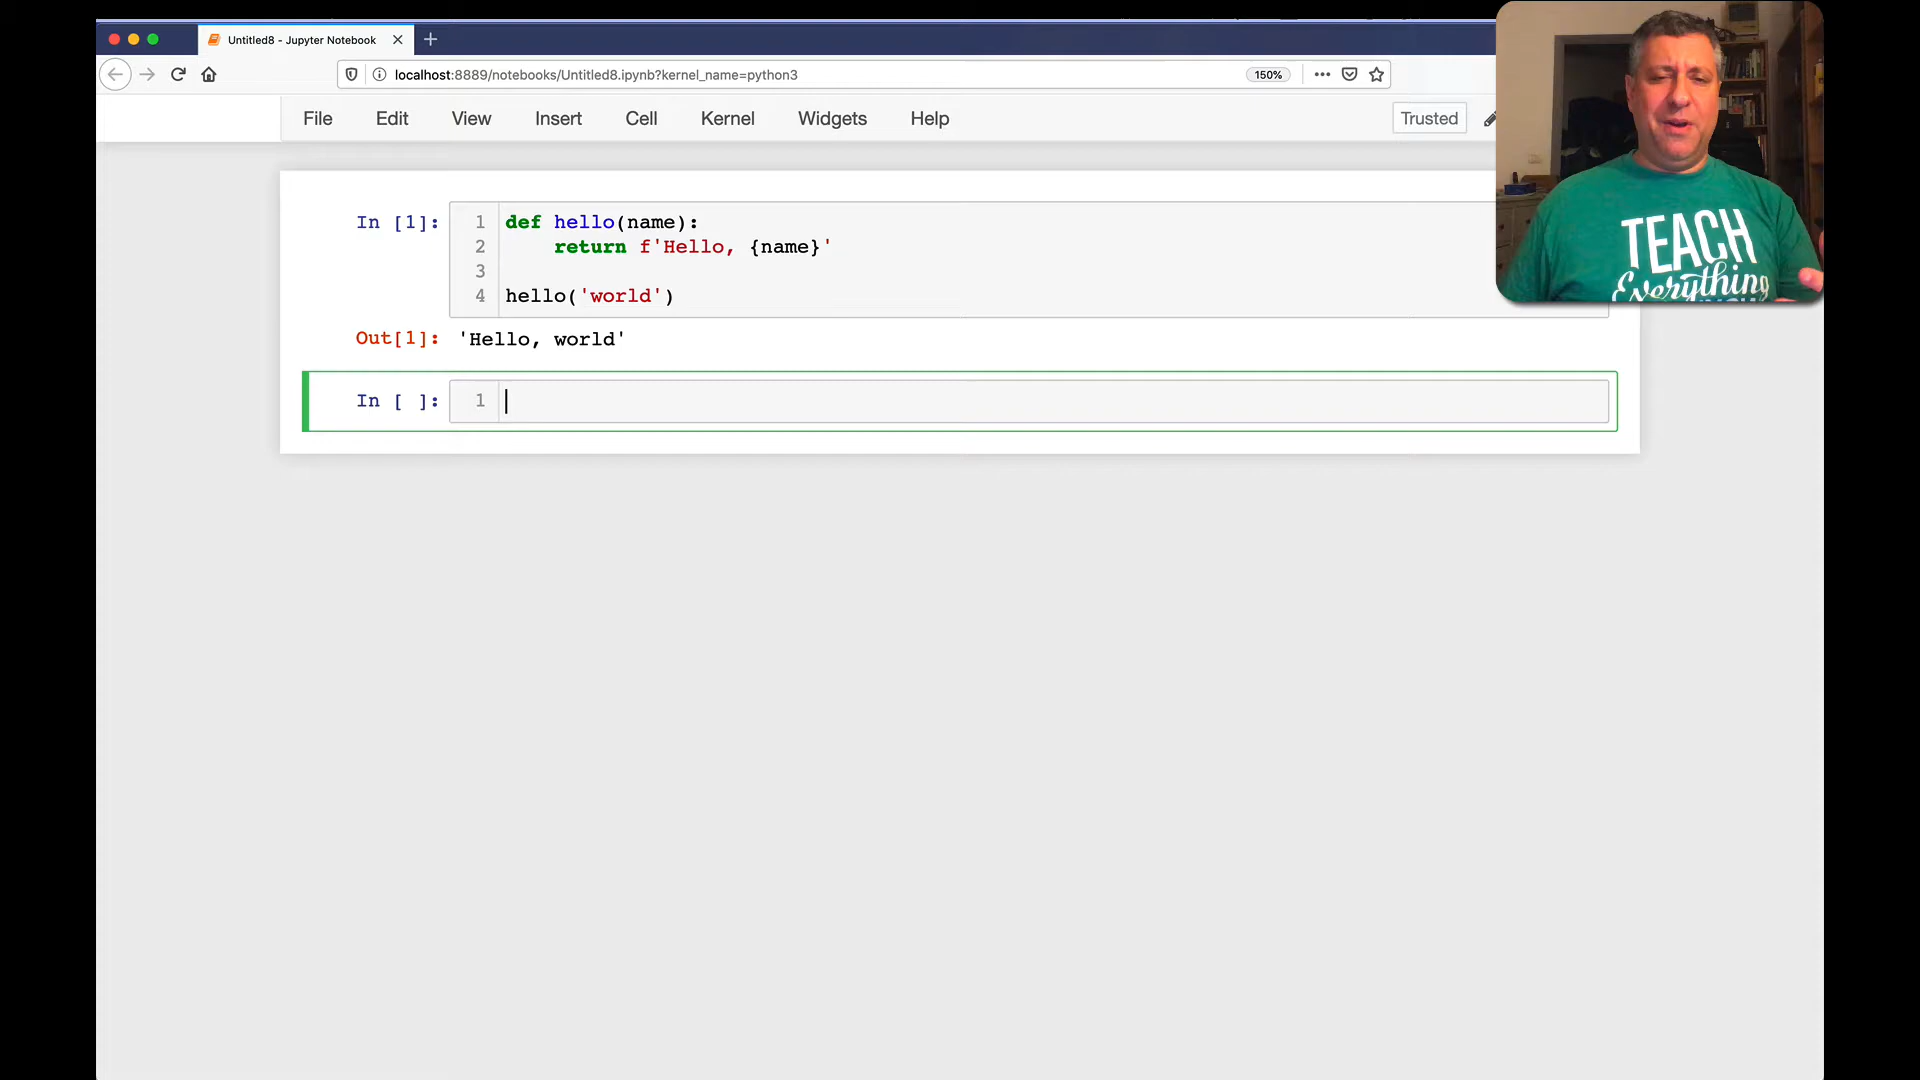 Untitled8 - Jupyter Notebook
localhost:8889/notebooks/Untitled8.ipynb?kernel_name=python3
150%
File Edit View Insert Cell Kernel Widgets Help
Trusted
In [1]:
1 def hello(name):
2     return f'Hello, {name}'
3
4 hello('world')
Out[1]: 'Hello, world'
In [ ]: 1
TEACH
Everything